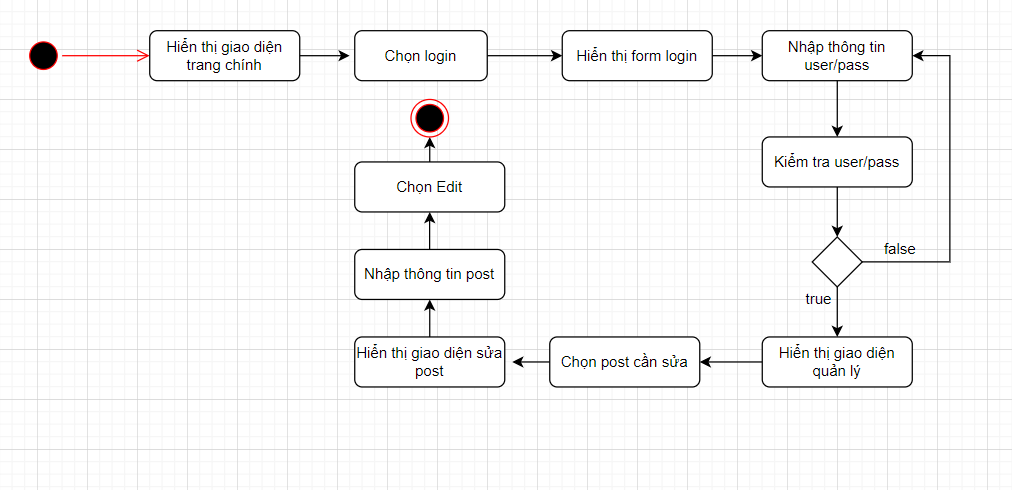 Hiển thị giao diện
trang chính
Chọn login
Hiển thị form login
Nhập thông tin
user/pass
Kiểm tra user/pass
false
true
Hiển thị giao diện
quản lý
Chọn post cần sửa
Hiển thị giao diện sửa
post
Nhập thông tin post
Chọn Edit